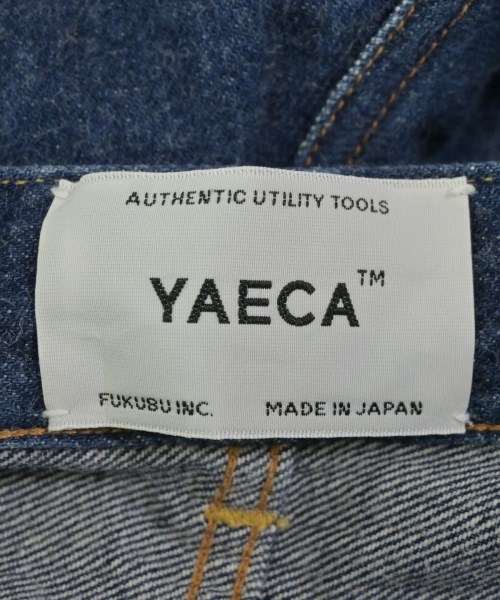 AUTHENTIC UTILITY TOOLS
YAECA™
FUKUBU INC. MADE IN JAPAN